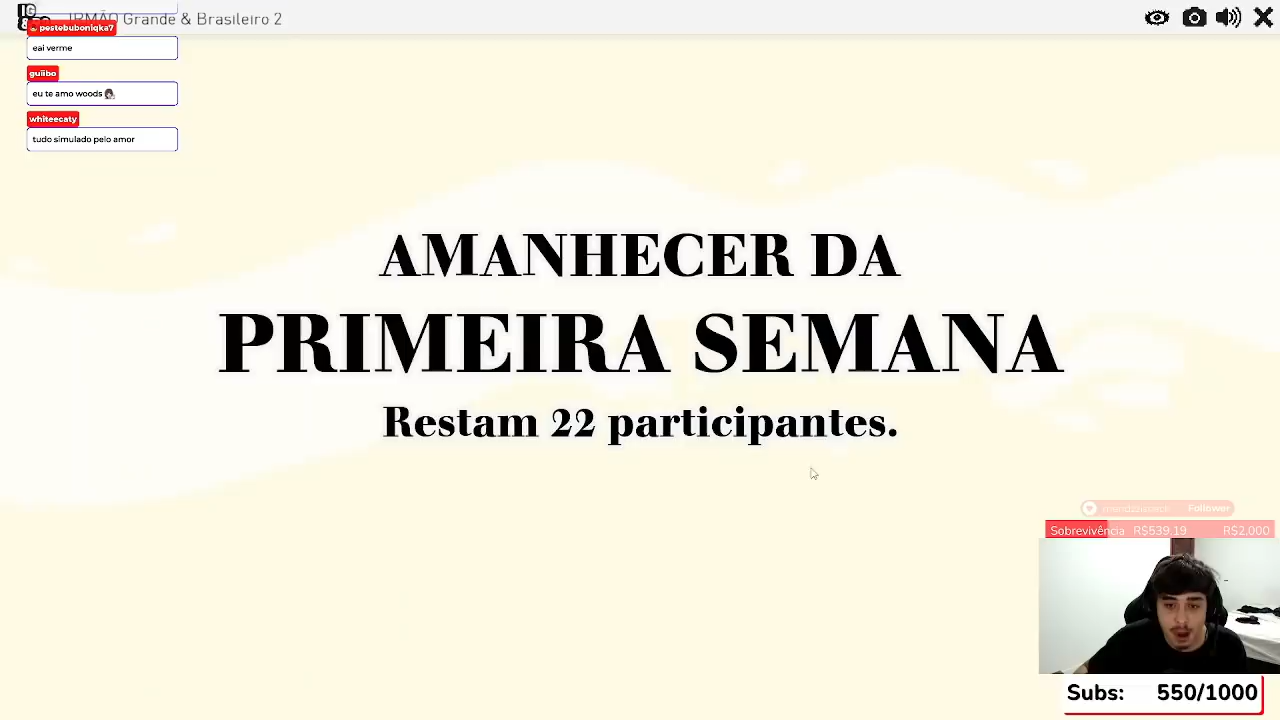 IRMÃO Grande & Brasileiro 2
pestebuboniqka7
eai verme
guiibo
eu te amo woods
whiteecaty
tudo simulado pelo amor
AMANHECER DA
PRIMEIRA SEMANA
Restam 22 participantes.
Follower
Sobrevivência R$539.19 R$2,000
Subs: 550/1000